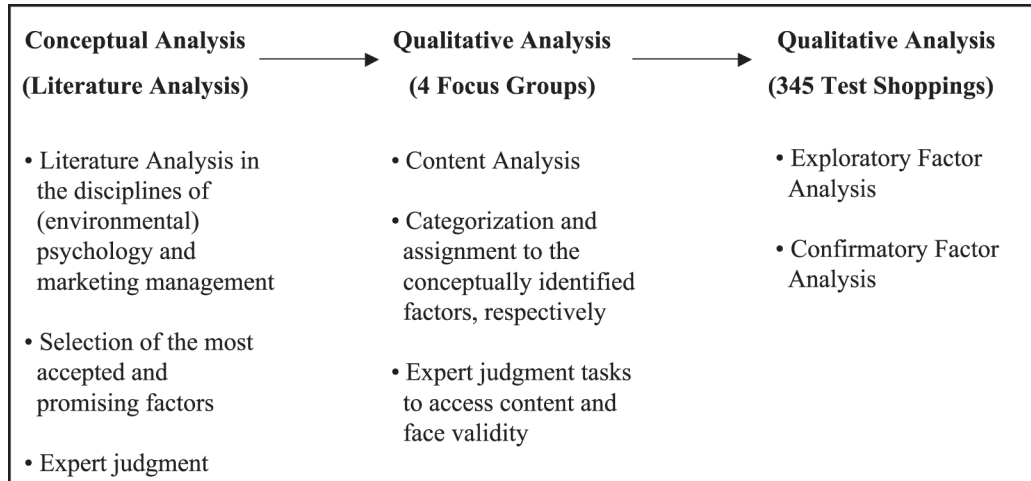 Conceptual Analysis
(Literature Analysis)
• Literature Analysis in
the disciplines of
(environmental)
psychology and
marketing management
• Selection of the most
accepted and
promising factors
• Expert judgment
Qualitative Analysis
(4 Focus Groups)
• Content Analysis
• Categorization and
assignment to the
conceptually identified
factors, respectively
• Expert judgment tasks
to access content and
face validity
Qualitative Analysis
(345 Test Shoppings)
• Exploratory Factor
Analysis
• Confirmatory Factor
Analysis